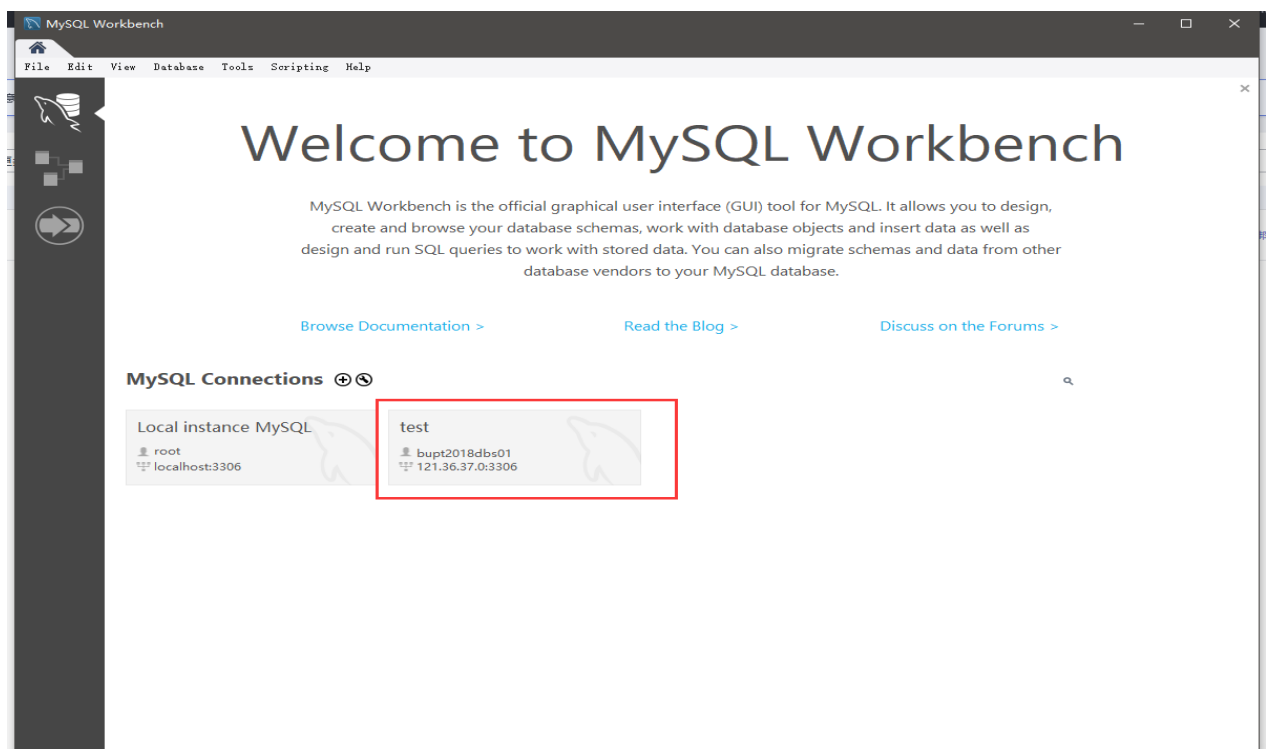 MySQL Workbench
File Edit View Database Tools Scripting Help
Welcome to MySQL Workbench
MySQL Workbench is the official graphical user interface (GUI) tool for MySQL. It allows you to design,
create and browse your database schemas, work with database objects and insert data as well as
design and run SQL queries to work with stored data. You can also migrate schemas and data from other
database vendors to your MySQL database.
Browse Documentation > Read the Blog > Discuss on the Forums >
MySQL Connections
Local instance MySQL
root
localhost:3306
test
bupt2018dbs01
121.36.37.0:3306